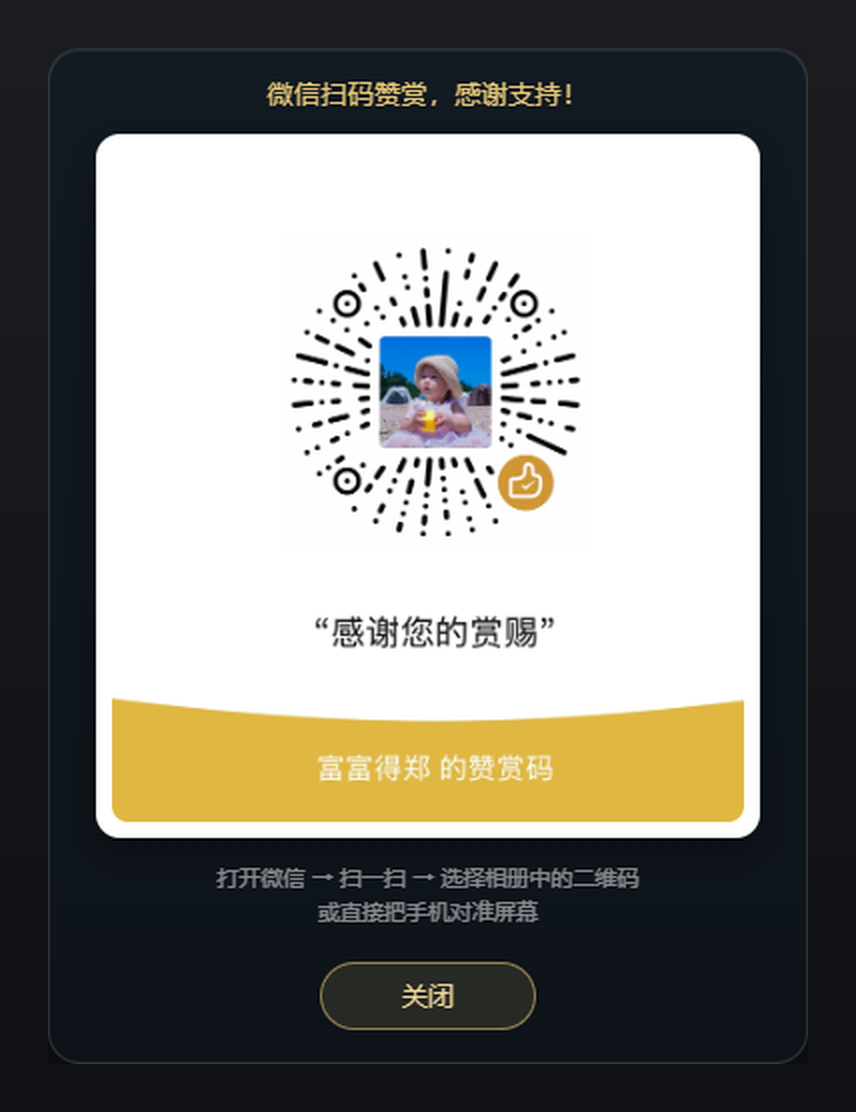 微信扫码赞赏，感谢支持！
“感谢您的赏赐”
富富得郑 的赞赏码
打开微信 → 扫一扫 → 选择相册中的二维码
或直接把手机对准屏幕
关闭